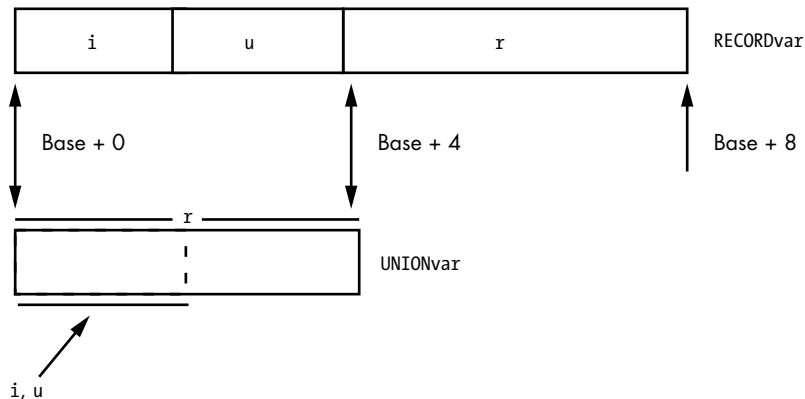 i u r RECORDvar
Base + 0 Base + 4 Base + 8
r
UNIONvar
i, u